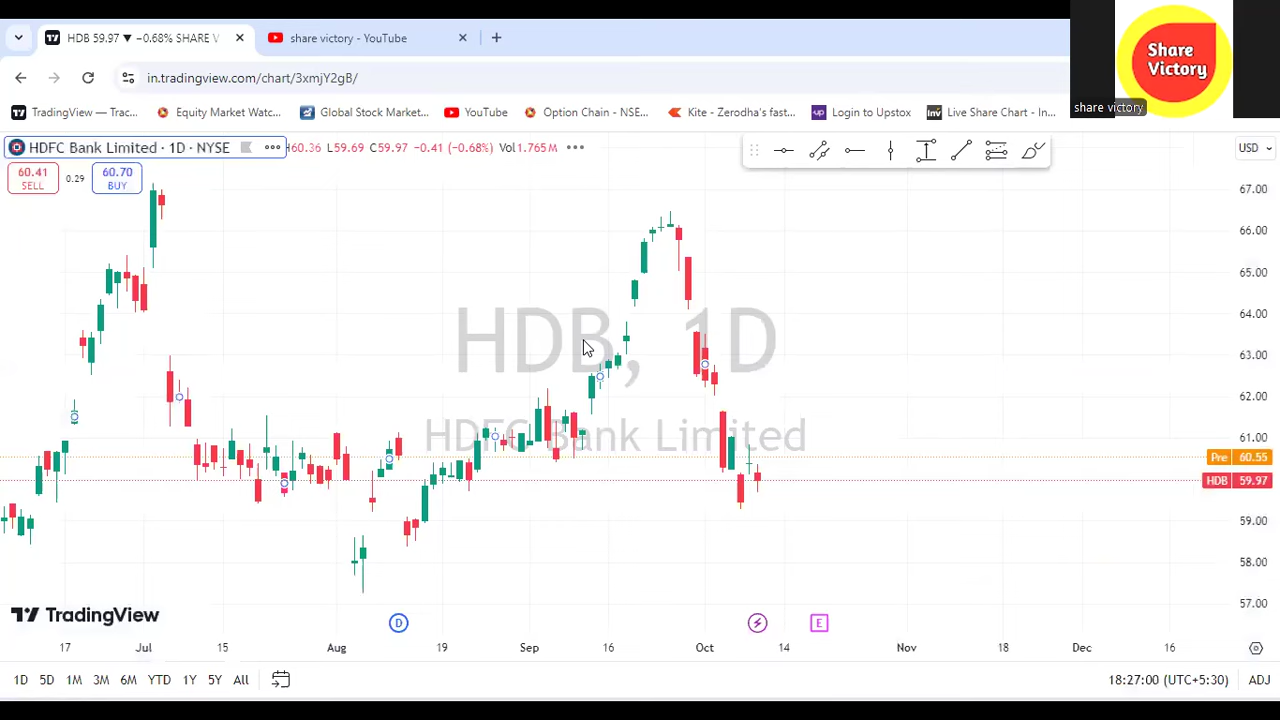 HDB 59.97 ▼ −0.68% SHARE V
share victory - YouTube
Share
Victory
share victory
in.tradingview.com/chart/3xmjY2gB/
TradingView — Trac...
Equity Market Watc...
Global Stock Market...
YouTube
Option Chain - NSE...
Kite - Zerodha's fast...
up Login to Upstox
Inv Live Share Chart - In...
HDFC Bank Limited · 1D · NYSE
H60.36 L59.69 C59.97 −0.41 (−0.68%) Vol1.765M
USD
60.41
SELL
0.29
60.70
BUY
67.00
66.00
65.00
64.00
63.00
62.00
61.00
Pre 60.55
HDB 59.97
59.00
58.00
57.00
HDB, 1D
HDFC Bank Limited
TradingView
D
E
17 Jul 15 Aug 19 Sep 16 Oct 14 Nov 18 Dec 16
1D 5D 1M 3M 6M YTD 1Y 5Y All
18:27:00 (UTC+5:30)
ADJ